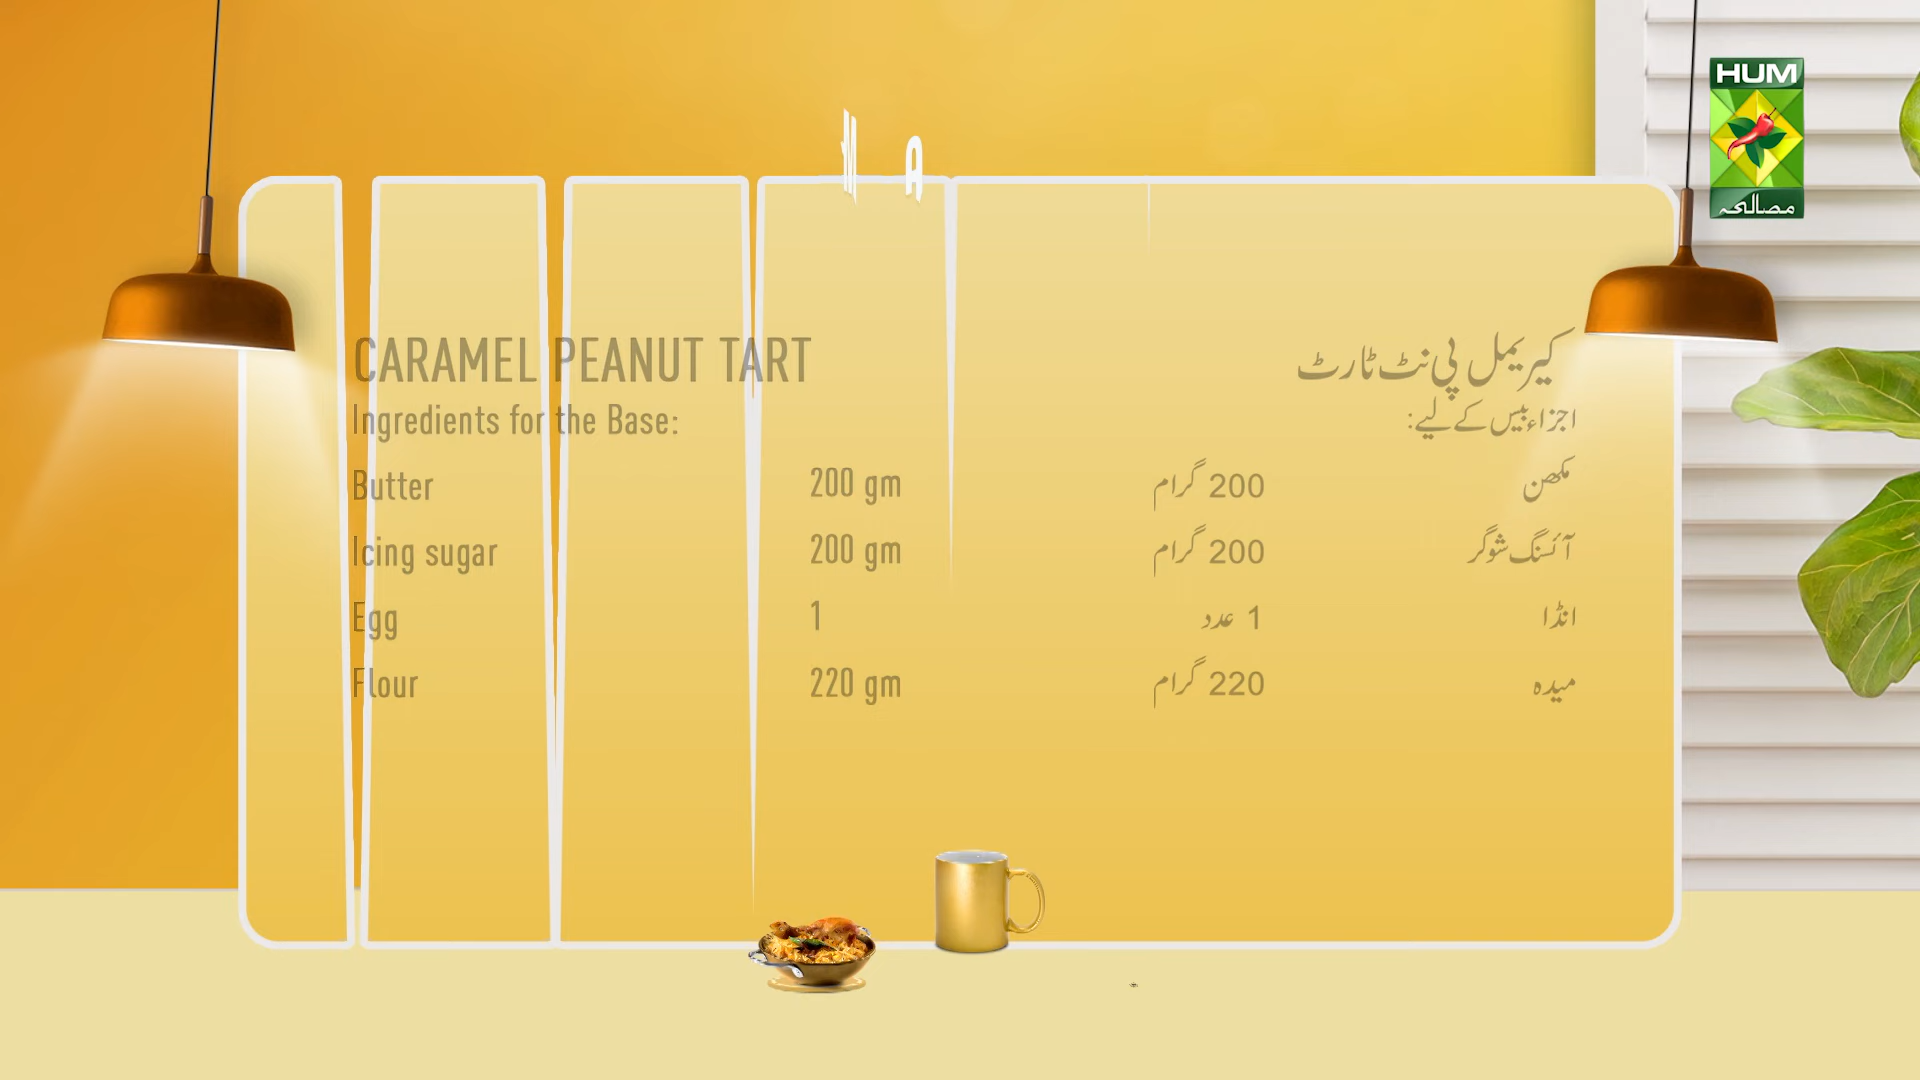 HUM
مصالحہ
M A
CARAMEL PEANUT TART کیریمل پی نٹ ٹارٹ
Ingredients for the Base: اجزاء بیس کے لیے:
Butter 200 gm 200 گرام مکھن
Icing sugar 200 gm 200 گرام آئسنگ شوگر
Egg 1 1 عدد انڈا
Flour 220 gm 220 گرام میدہ